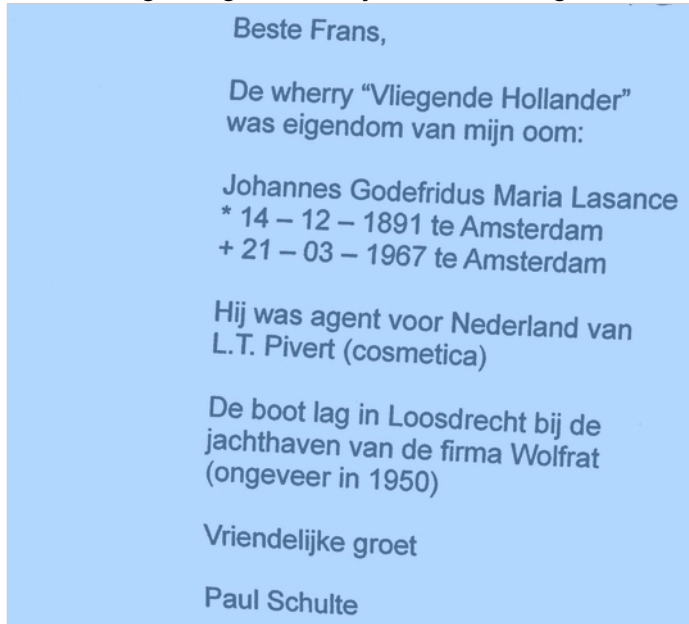 Beste Frans,
De wherry “Vliegende Hollander”
was eigendom van mijn oom:
Johannes Godefridus Maria Lasance
* 14 – 12 – 1891 te Amsterdam
+ 21 – 03 – 1967 te Amsterdam
Hij was agent voor Nederland van
L.T. Pivert (cosmetica)
De boot lag in Loosdrecht bij de
jachthaven van de firma Wolfrat
(ongeveer in 1950)
Vriendelijke groet
Paul Schulte